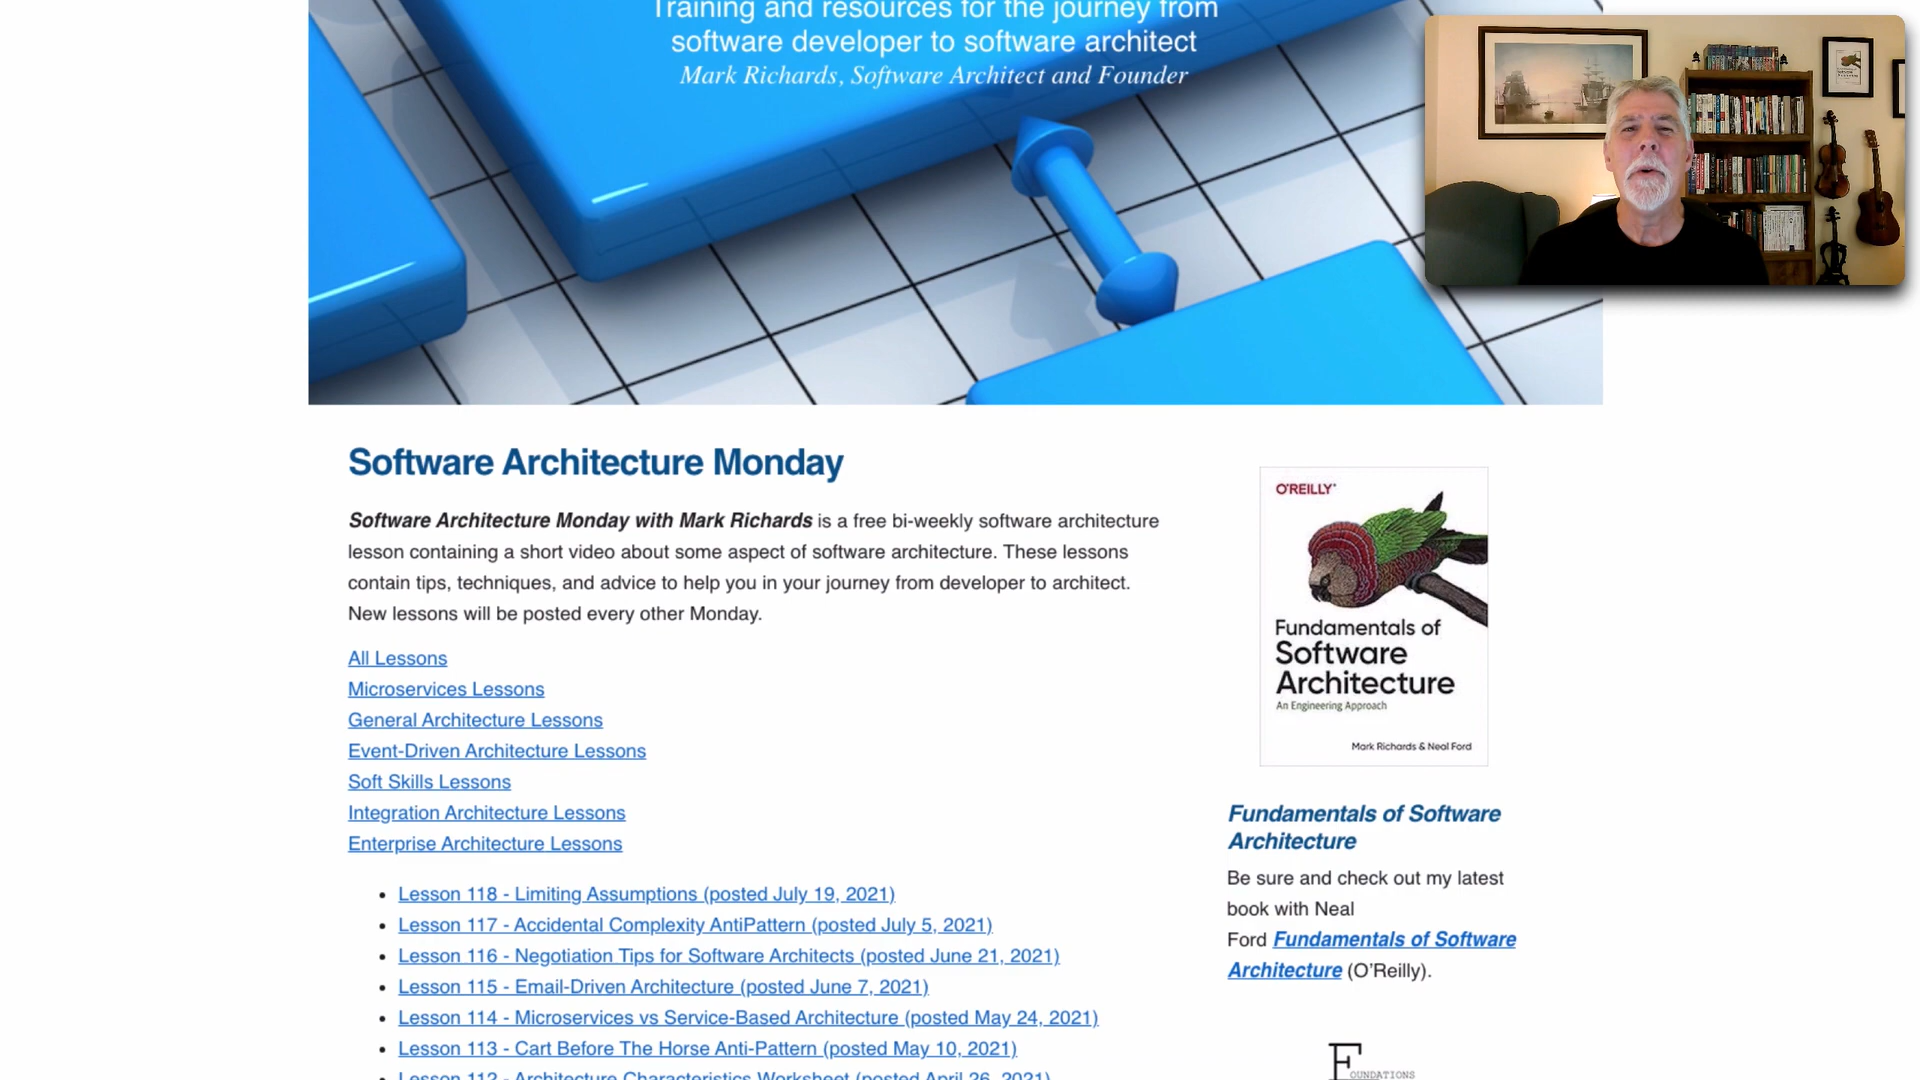 Training and resources for the journey from
software developer to software architect
Mark Richards, Software Architect and Founder
Software Architecture Monday
Software Architecture Monday with Mark Richards is a free bi-weekly software architecture
lesson containing a short video about some aspect of software architecture. These lessons
contain tips, techniques, and advice to help you in your journey from developer to architect.
New lessons will be posted every other Monday.
All Lessons
Microservices Lessons
General Architecture Lessons
Event-Driven Architecture Lessons
Soft Skills Lessons
Integration Architecture Lessons
Enterprise Architecture Lessons
• Lesson 118 - Limiting Assumptions (posted July 19, 2021)
• Lesson 117 - Accidental Complexity AntiPattern (posted July 5, 2021)
• Lesson 116 - Negotiation Tips for Software Architects (posted June 21, 2021)
• Lesson 115 - Email-Driven Architecture (posted June 7, 2021)
• Lesson 114 - Microservices vs Service-Based Architecture (posted May 24, 2021)
• Lesson 113 - Cart Before The Horse Anti-Pattern (posted May 10, 2021)
• Lesson 112 - Architecture Characteristics Worksheet (posted April 26, 2021)
O'REILLY®
Fundamentals of
Software
Architecture
An Engineering Approach
Mark Richards & Neal Ford
Fundamentals of Software
Architecture
Be sure and check out my latest
book with Neal
Ford Fundamentals of Software
Architecture (O'Reilly).
FOUNDATIONS